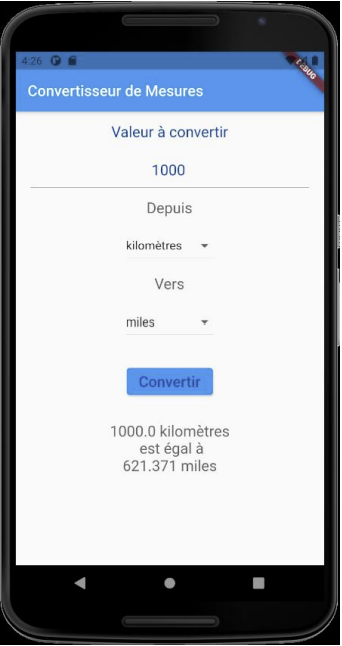 4:26
DEBUG
Convertisseur de Mesures
Valeur à convertir
1000
Depuis
kilomètres
Vers
miles
Convertir
1000.0 kilomètres
est égal à
621.371 miles